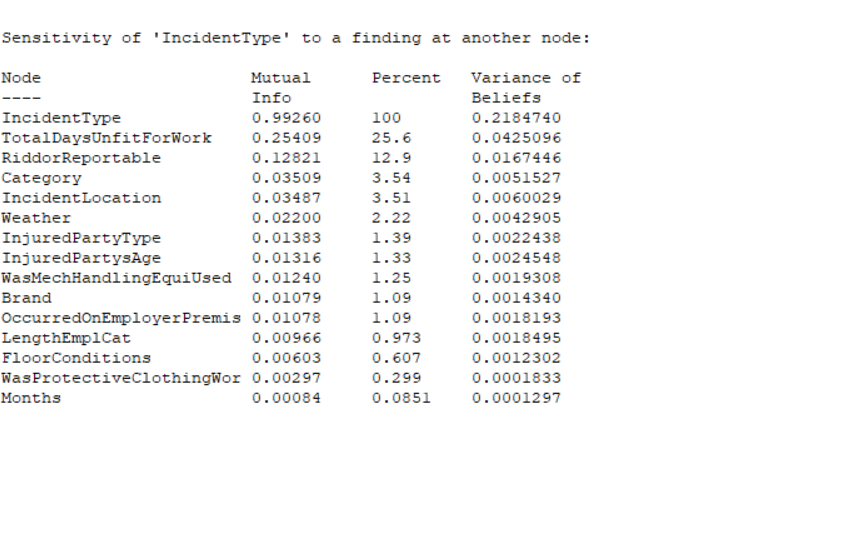 Sensitivity of 'IncidentType' to a finding at another node:
Node Mutual Percent Variance of
---- Info Beliefs
IncidentType 0.99260 100 0.2184740
TotalDaysUnfitForWork 0.25409 25.6 0.0425096
RiddorReportable 0.12821 12.9 0.0167446
Category 0.03509 3.54 0.0051527
IncidentLocation 0.03487 3.51 0.0060029
Weather 0.02200 2.22 0.0042905
InjuredPartyType 0.01383 1.39 0.0022438
InjuredPartysAge 0.01316 1.33 0.0024548
WasMechHandlingEquiUsed 0.01240 1.25 0.0019308
Brand 0.01079 1.09 0.0014340
OccurredOnEmployerPremis 0.01078 1.09 0.0018193
LengthEmplCat 0.00966 0.973 0.0018495
FloorConditions 0.00603 0.607 0.0012302
WasProtectiveClothingWor 0.00297 0.299 0.0001833
Months 0.00084 0.0851 0.0001297